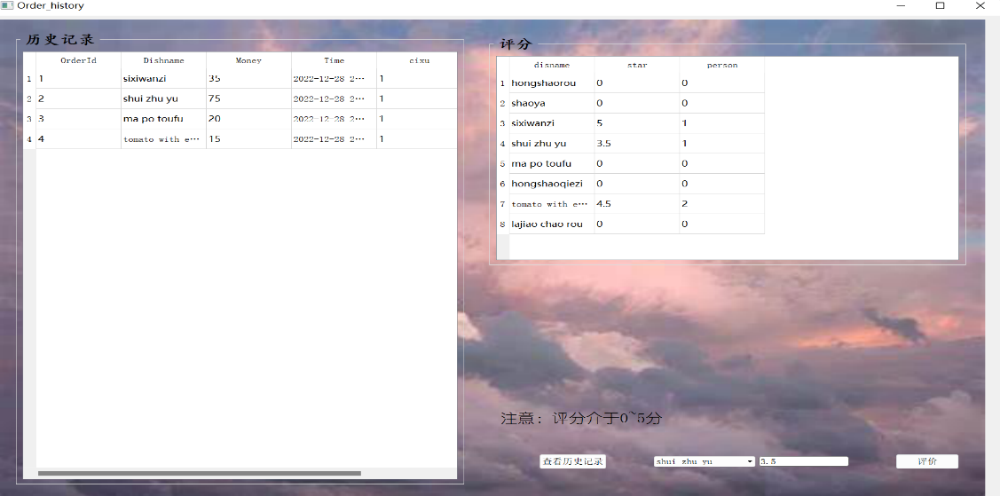 Order_history
历史记录
OrderId Dishname Money Time cixu
1 1 sixiwanzi 35 2022-12-28 2… 1
2 2 shui zhu yu 75 2022-12-28 2… 1
3 3 ma po toufu 20 2022-12-28 2… 1
4 4 tomato with e… 15 2022-12-28 2… 1
评分
disname star person
1 hongshaorou 0 0
2 shaoya 0 0
3 sixiwanzi 5 1
4 shui zhu yu 3.5 1
5 ma po toufu 0 0
6 hongshaoqiezi 0 0
7 tomato with e… 4.5 2
8 lajiao chao rou 0 0
注意：评分介于0~5分
查看历史记录 shui zhu yu 3.5 评价